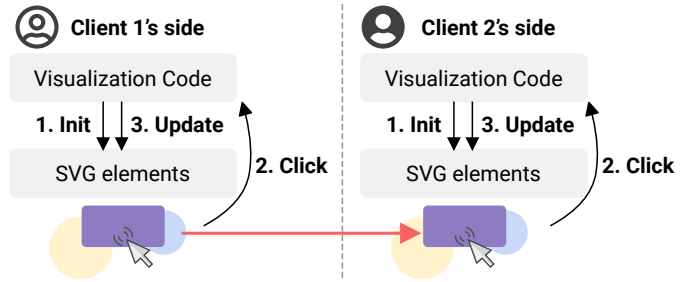 Client 1's side
Visualization Code
1. Init
3. Update
2. Click
SVG elements
Client 2's side
Visualization Code
1. Init
3. Update
2. Click
SVG elements